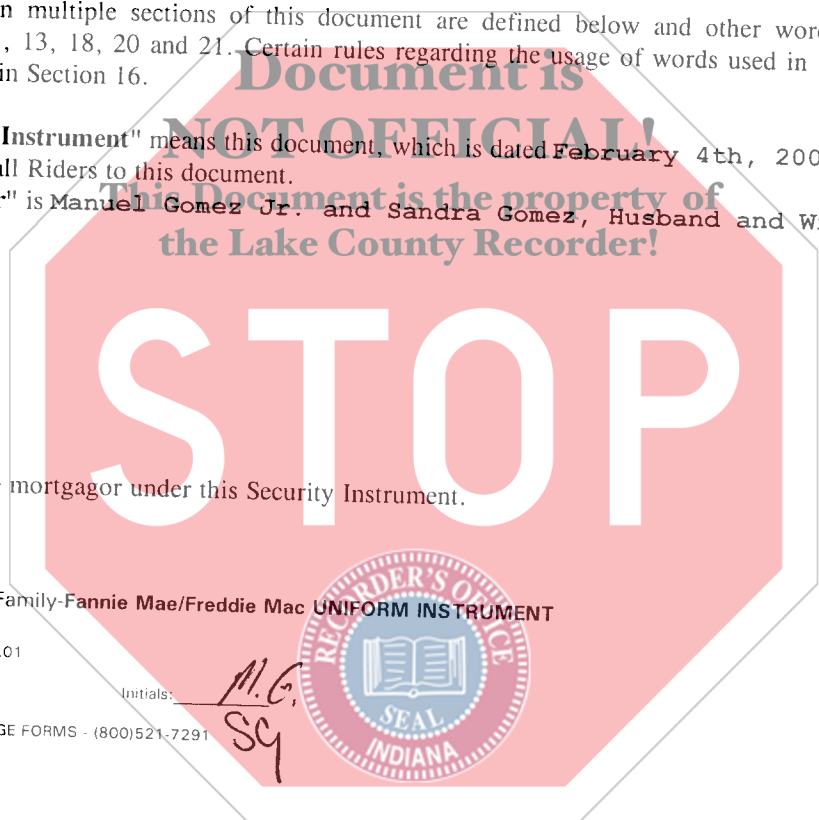 n multiple sections of this document are defined below and other wor
, 13, 18, 20 and 21. Certain rules regarding the usage of words used in
in Section 16.
Document is
NOT OFFICIAL!
This Document is the property of
the Lake County Recorder!
Instrument" means this document, which is dated February 4th, 200
all Riders to this document.
r" is Manuel Gomez Jr. and Sandra Gomez, Husband and Wi
STOP
mortgagor under this Security Instrument.
Family-Fannie Mae/Freddie Mac UNIFORM INSTRUMENT
.01
Initials: M.G.
SG
GE FORMS - (800)521-7291
RECORDER'S OFFICE
SEAL
INDIANA